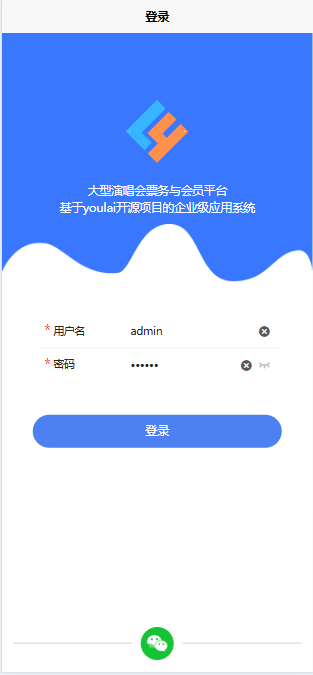 登录
大型演唱会票务与会员平台
基于youlai开源项目的企业级应用系统
* 用户名 admin
* 密码 ••••••
登录